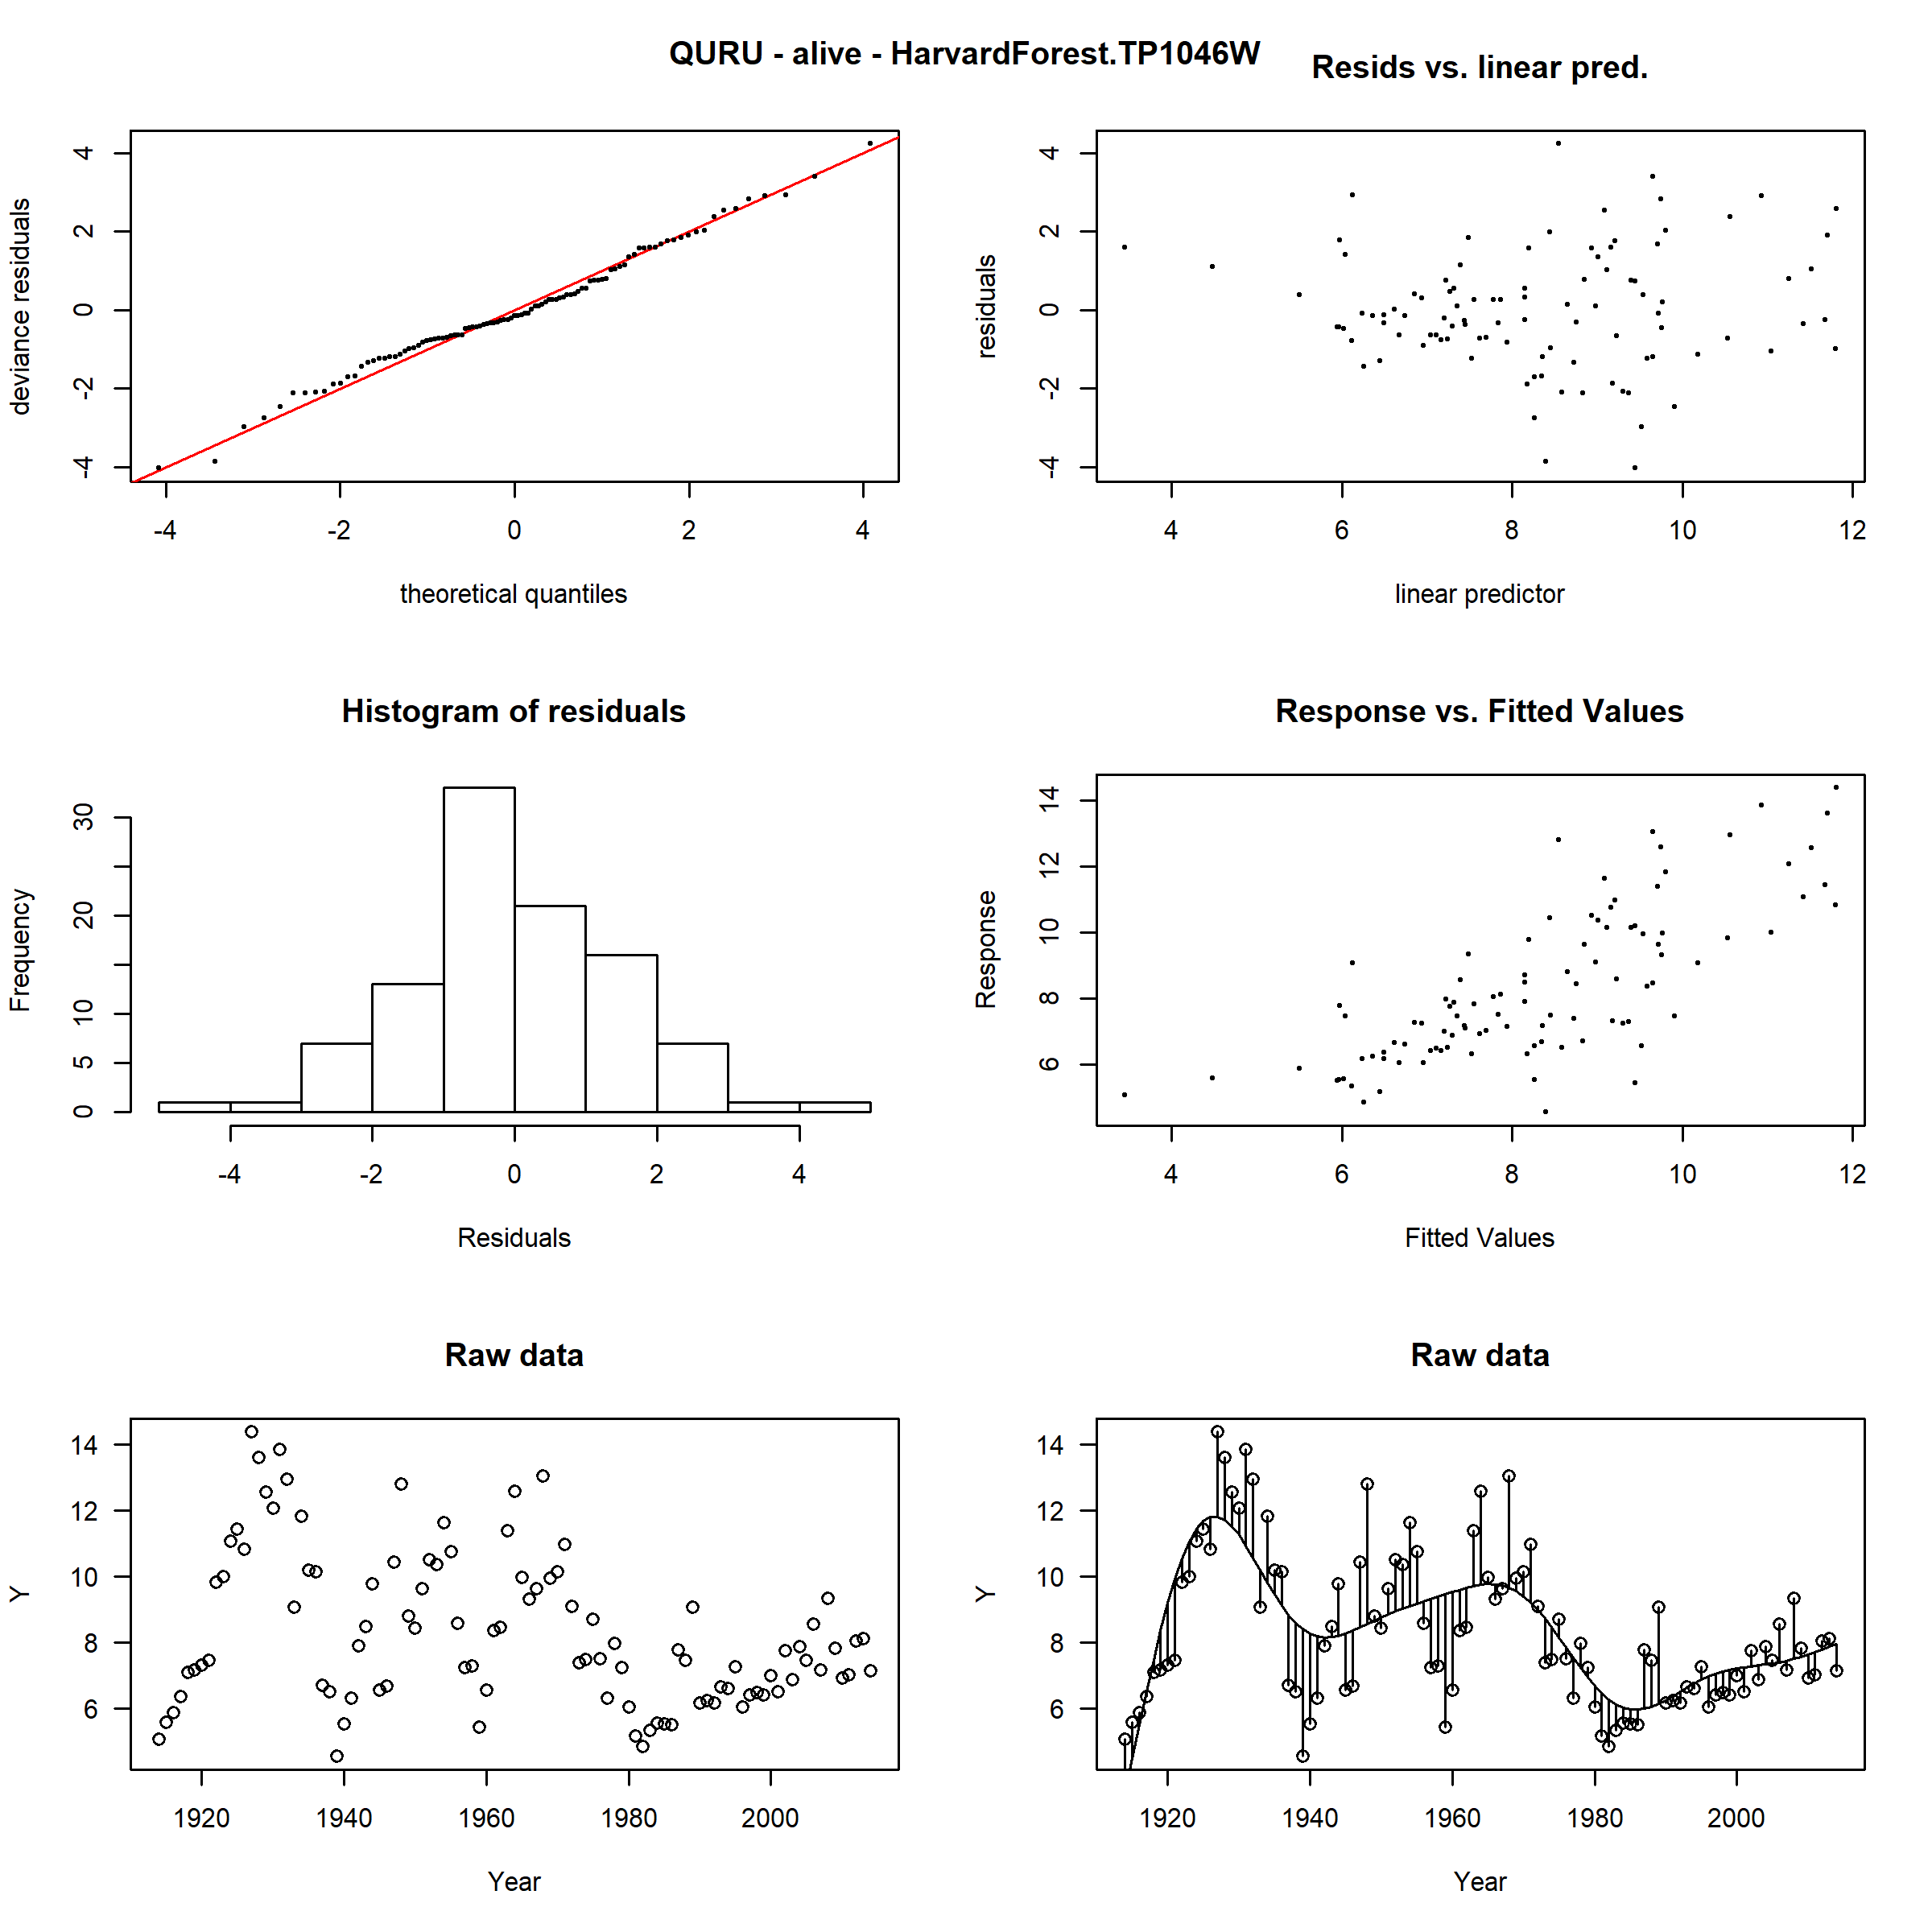 QURU - alive - HarvardForest.TP1046W
Resids vs. linear pred.
deviance residuals
4
2
0
-2
-4
-4 -2 0 2 4
theoretical quantiles
residuals
4
2
0
-2
-4
4 6 8 10 12
linear predictor
Histogram of residuals
Frequency
30
20
10
5
0
-4 -2 0 2 4
Residuals
Response vs. Fitted Values
Response
14
12
10
8
6
4 6 8 10 12
Fitted Values
Raw data
Y
14
12
10
8
6
1920 1940 1960 1980 2000
Year
Raw data
Y
14
12
10
8
6
1920 1940 1960 1980 2000
Year